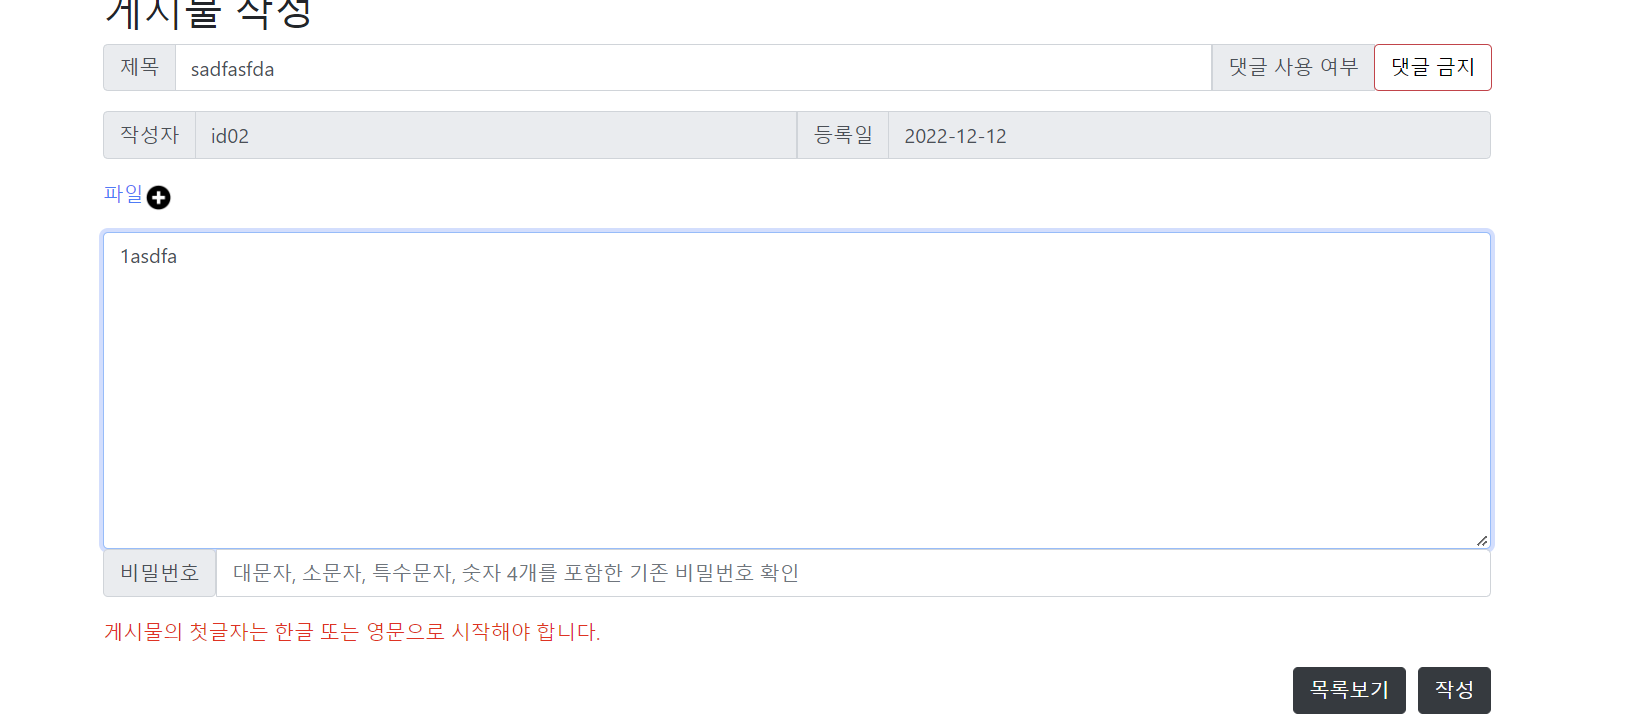 게시물 작성
제목 sadfasfda 댓글 사용 여부 댓글 금지
작성자 id02 등록일 2022-12-12
파일
1asdfa
비밀번호 대문자, 소문자, 특수문자, 숫자 4개를 포함한 기존 비밀번호 확인
게시물의 첫글자는 한글 또는 영문으로 시작해야 합니다.
목록보기 작성